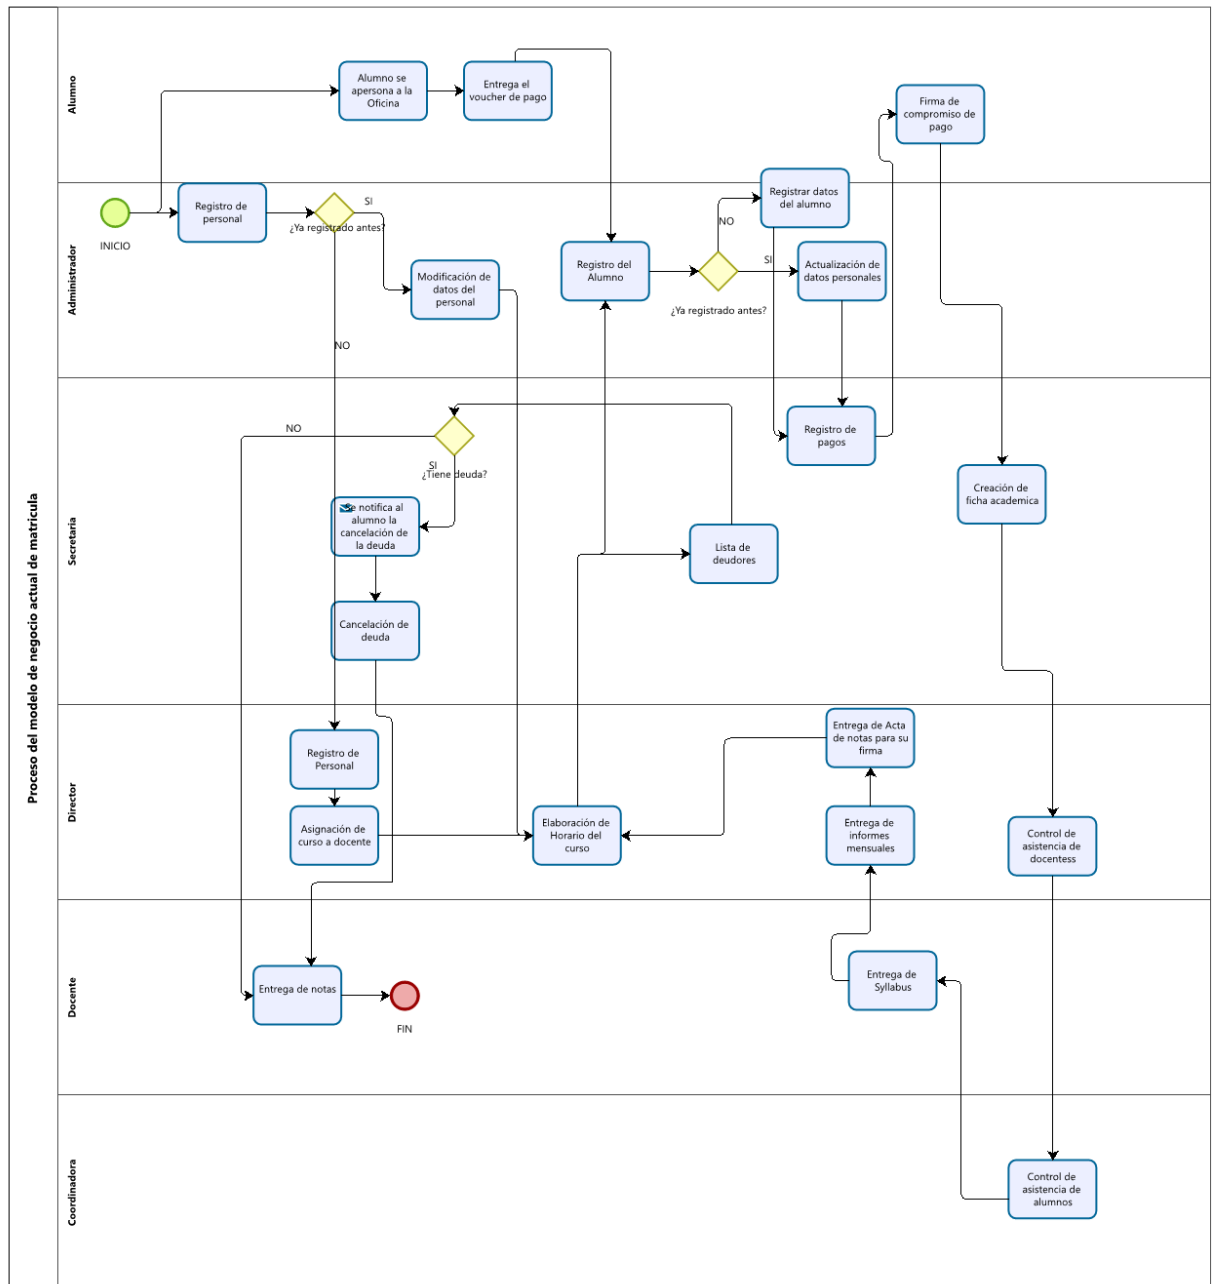 Proceso del modelo de negocio actual de matricula
Alumno
Alumno se
apersona a la
Oficina
Entrega el
voucher de pago
Firma de
compromiso de
pago
Administrador
INICIO
Registro de
personal
¿Ya registrado antes?
SI
NO
Modificación de
datos del
personal
Registro del
Alumno
¿Ya registrado antes?
NO
SI
Registrar datos
del alumno
Actualización de
datos personales
Secretaria
NO
SI
¿Tiene deuda?
Se notifica al
alumno la
cancelación de
la deuda
Cancelación de
deuda
Lista de
deudores
Registro de
pagos
Creación de
ficha academica
Director
Registro de
Personal
Asignación de
curso a docente
Elaboración de
Horario del
curso
Entrega de Acta
de notas para su
firma
Entrega de
informes
mensuales
Control de
asistencia de
docentess
Docente
Entrega de notas
FIN
Entrega de
Syllabus
Coordinadora
Control de
asistencia de
alumnos